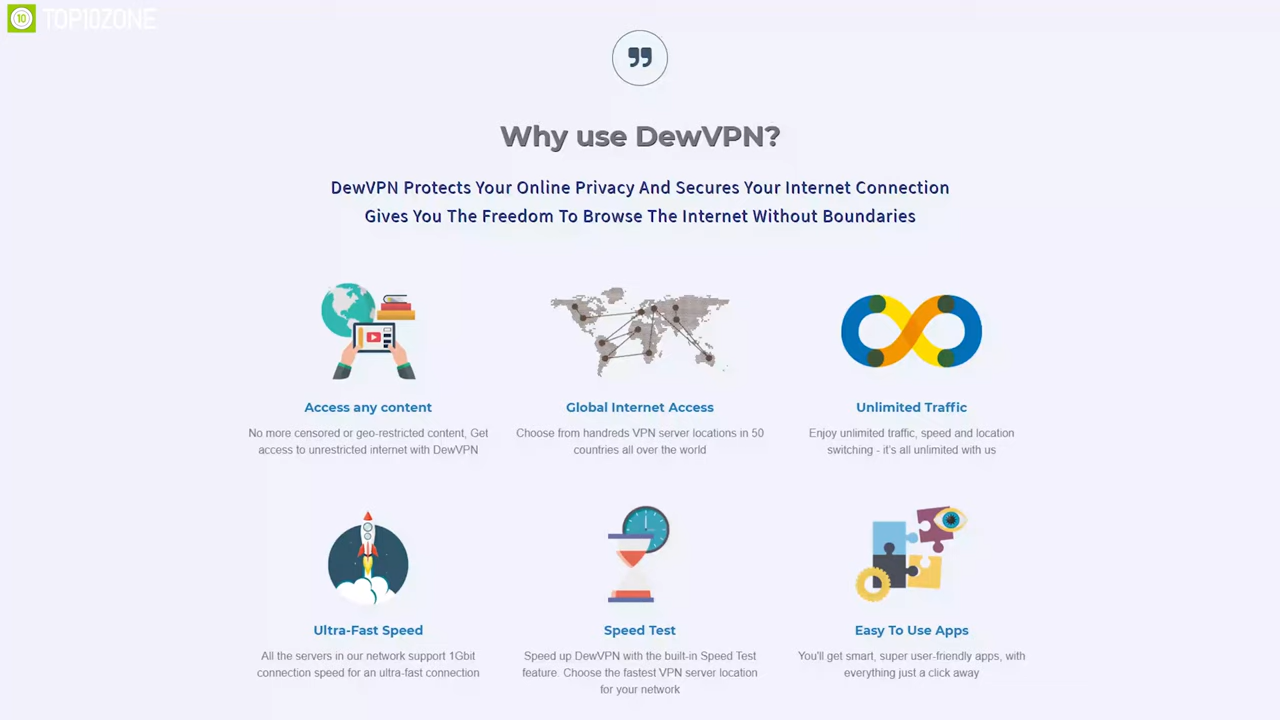 10 TOP10ZONE
Why use DewVPN?
DewVPN Protects Your Online Privacy And Secures Your Internet Connection
Gives You The Freedom To Browse The Internet Without Boundaries
Access any content
No more censored or geo-restricted content, Get
access to unrestricted internet with DewVPN
Global Internet Access
Choose from handreds VPN server locations in 50
countries all over the world
Unlimited Traffic
Enjoy unlimited traffic, speed and location
switching - it's all unlimited with us
Ultra-Fast Speed
All the servers in our network support 1Gbit
connection speed for an ultra-fast connection
Speed Test
Speed up DewVPN with the built-in Speed Test
feature. Choose the fastest VPN server location
for your network
Easy To Use Apps
You'll get smart, super user-friendly apps, with
everything just a click away